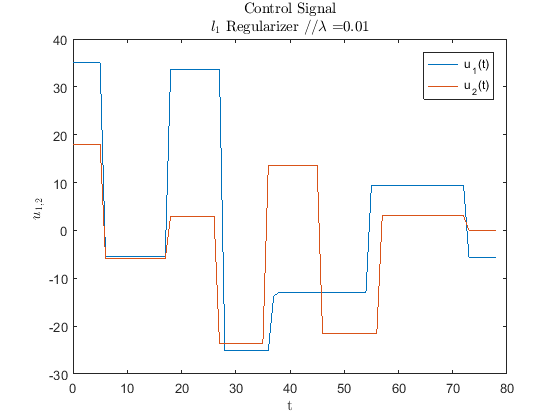 Control Signal
l₁ Regularizer //λ =0.01
40
30
20
10
0
-10
-20
-30
u₁,₂
0 10 20 30 40 50 60 70 80
t
u₁(t)
u₂(t)